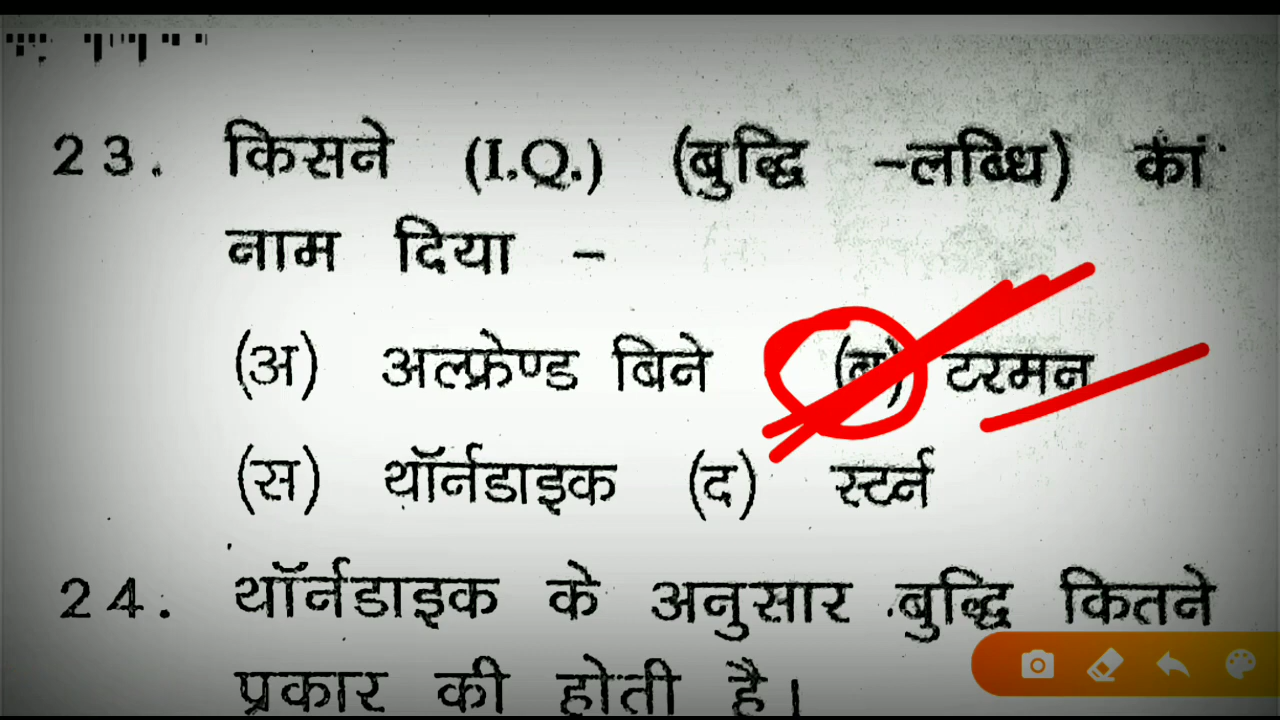 23. किसने (I.Q.) (बुद्धि -लब्धि) कां
नाम दिया -
(अ) अल्फ्रेण्ड बिने (ब) टरमन
(स) थॉर्नडाइक (द) स्टर्न
24. थॉर्नडाइक के अनुसार बुद्धि कितने
प्रकार की होती है।